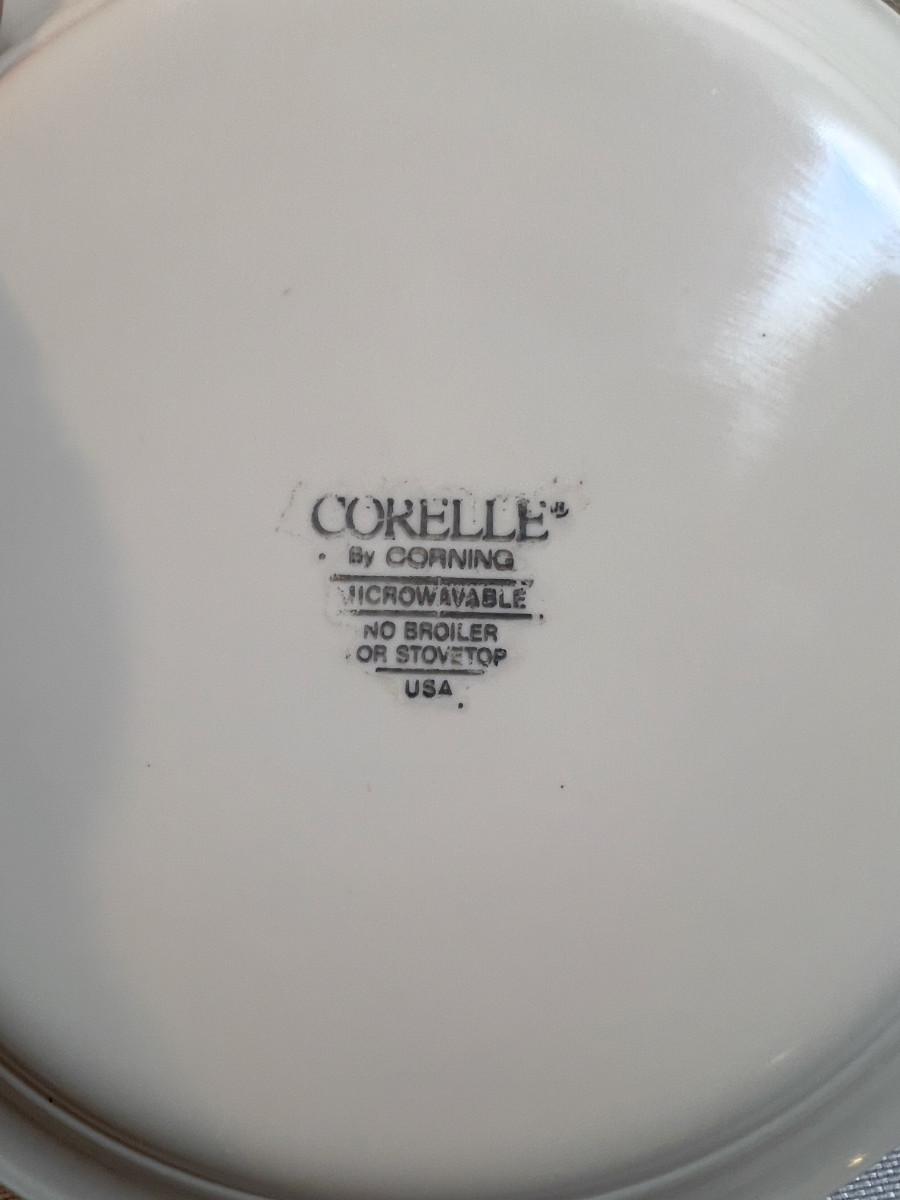 CORELLE®
By CORNING
MICROWAVABLE
NO BROILER
OR STOVETOP
USA